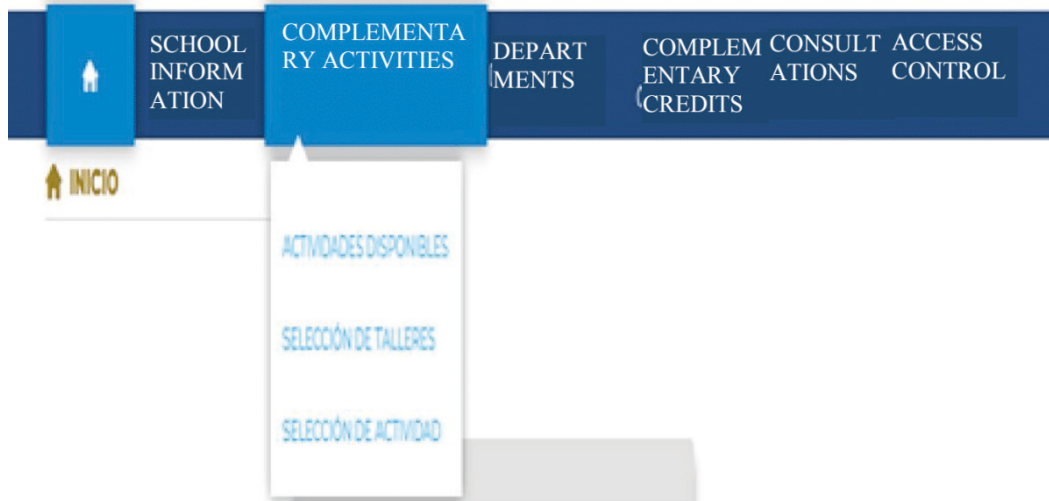 SCHOOL
INFORM
ATION
COMPLEMENTA
RY ACTIVITIES
DEPART
MENTS
COMPLEM
ENTARY
CREDITS
CONSULT
ATIONS
ACCESS
CONTROL
INICIO
ACTIVIDADES DISPONIBLES
SELECCIÓN DE TALLERES
SELECCIÓN DE ACTIVIDAD